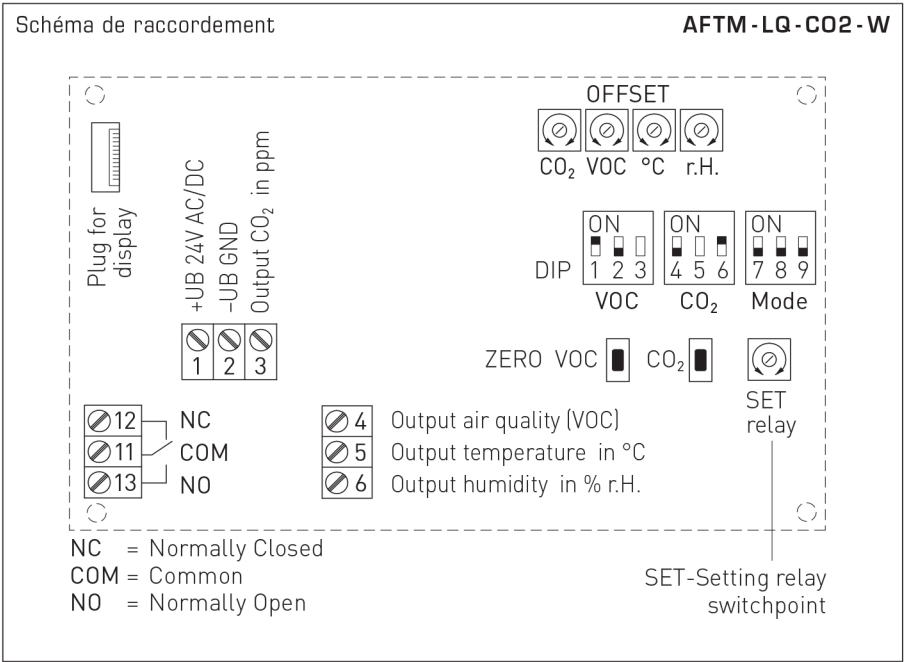 Schéma de raccordement
AFTM-LQ-CO2-W
OFFSET
CO₂ VOC °C r.H.
Plug for
display
+UB 24V AC/DC
–UB GND
Output CO₂ in ppm
1 2 3
DIP
ON ON ON
1 2 3 4 5 6 7 8 9
VOC CO₂ Mode
ZERO VOC CO₂
SET
relay
12 NC
11 COM
13 NO
4 Output air quality (VOC)
5 Output temperature in °C
6 Output humidity in % r.H.
NC = Normally Closed
COM = Common
NO = Normally Open
SET-Setting relay
switchpoint